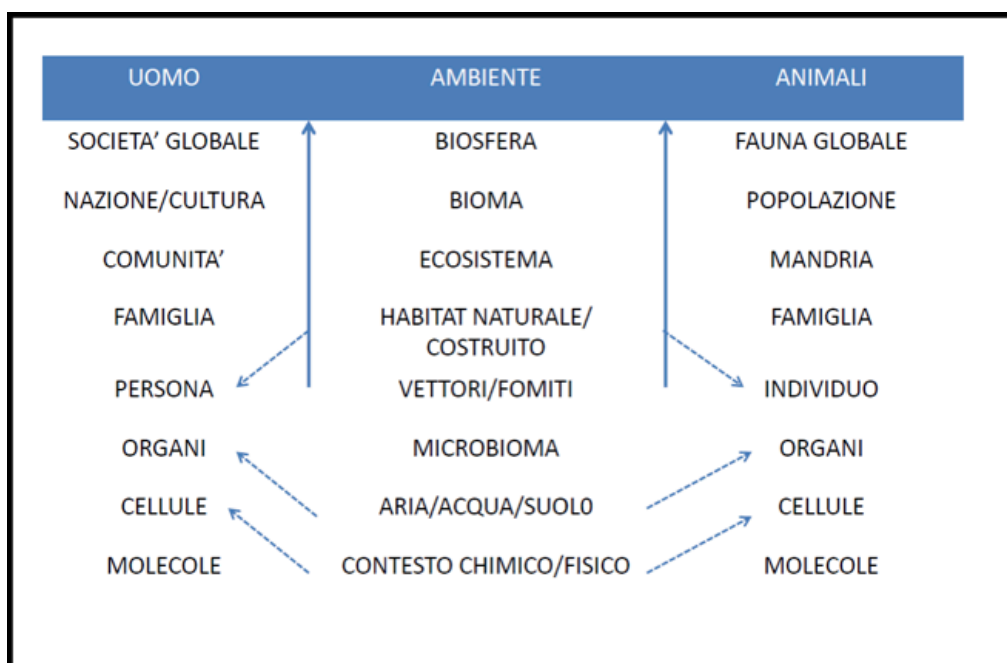 UOMO AMBIENTE ANIMALI
SOCIETA’ GLOBALE BIOSFERA FAUNA GLOBALE
NAZIONE/CULTURA BIOMA POPOLAZIONE
COMUNITA’ ECOSISTEMA MANDRIA
FAMIGLIA HABITAT NATURALE/ FAMIGLIA
COSTRUITO
PERSONA VETTORI/FOMITI INDIVIDUO
ORGANI MICROBIOMA ORGANI
CELLULE ARIA/ACQUA/SUOL0 CELLULE
MOLECOLE CONTESTO CHIMICO/FISICO MOLECOLE